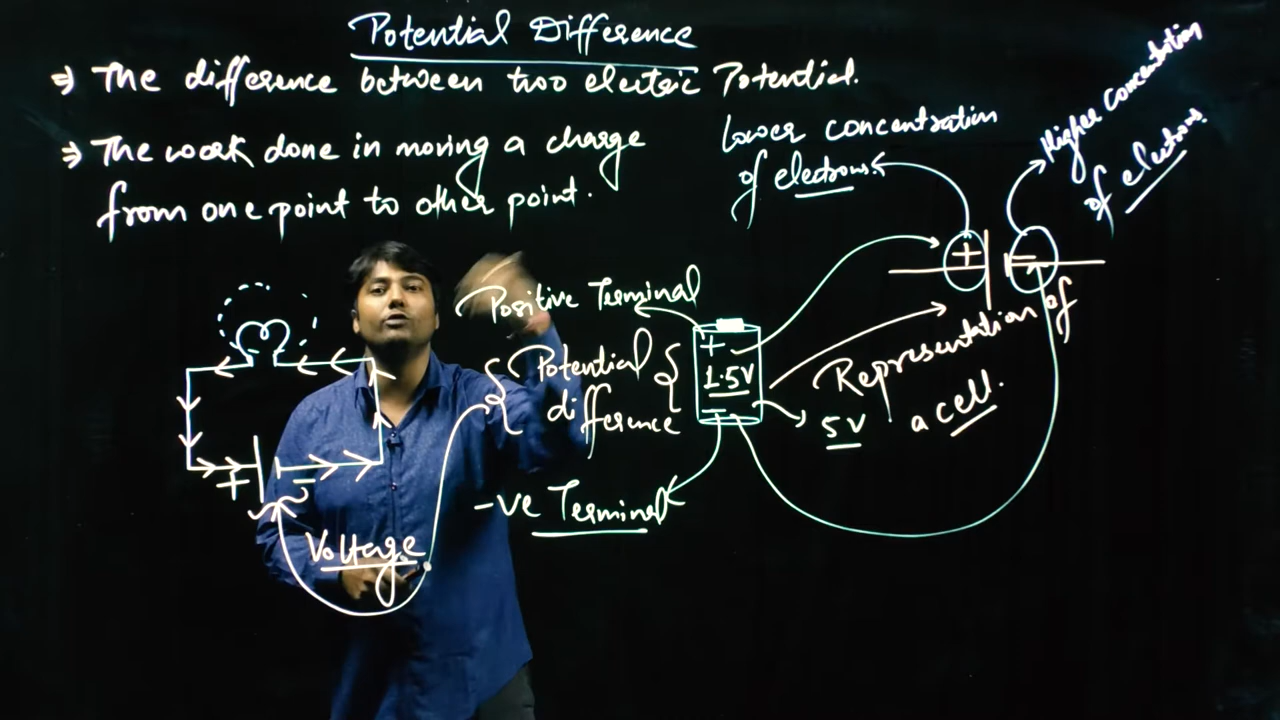 Potential Difference
⇒ The difference between two electric Potential.
⇒ The work done in moving a charge
from one point to other point.
Lower concentration
of electrons.
Higher concentration
of electrons.
+
-
Positive Terminal
+
1.5V
-
Potential
difference
5V
Representation of
a cell.
-ve Terminal
+
-
Voltage